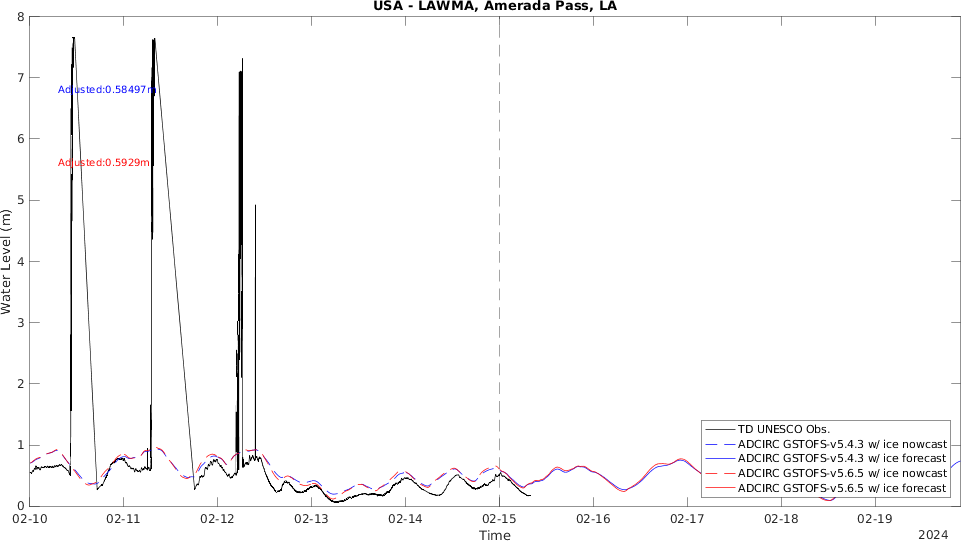 USA - LAWMA, Amerada Pass, LA
8
7
6
5
4
3
2
1
0
Water Level (m)
Adjusted:0.58497m
Adjusted:0.5929m
TD UNESCO Obs.
ADCIRC GSTOFS-v5.4.3 w/ ice nowcast
ADCIRC GSTOFS-v5.4.3 w/ ice forecast
ADCIRC GSTOFS-v5.6.5 w/ ice nowcast
ADCIRC GSTOFS-v5.6.5 w/ ice forecast
02-10 02-11 02-12 02-13 02-14 02-15 02-16 02-17 02-18 02-19
Time
2024